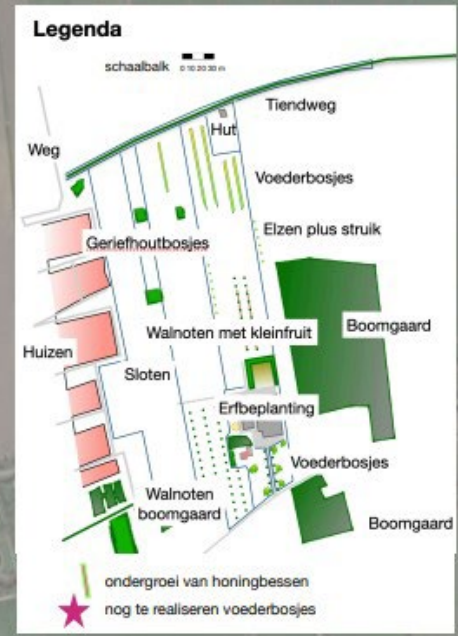 Legenda
schaalbalk 0 10 20 30 m
Tiendweg
Hut
Weg
Voederbosjes
Elzen plus struik
Geriefhoutbosjes
Walnoten met kleinfruit
Boomgaard
Huizen
Sloten
Erfbeplanting
Voederbosjes
Walnoten
boomgaard
Boomgaard
ondergroei van honingbessen
nog te realiseren voederbosjes